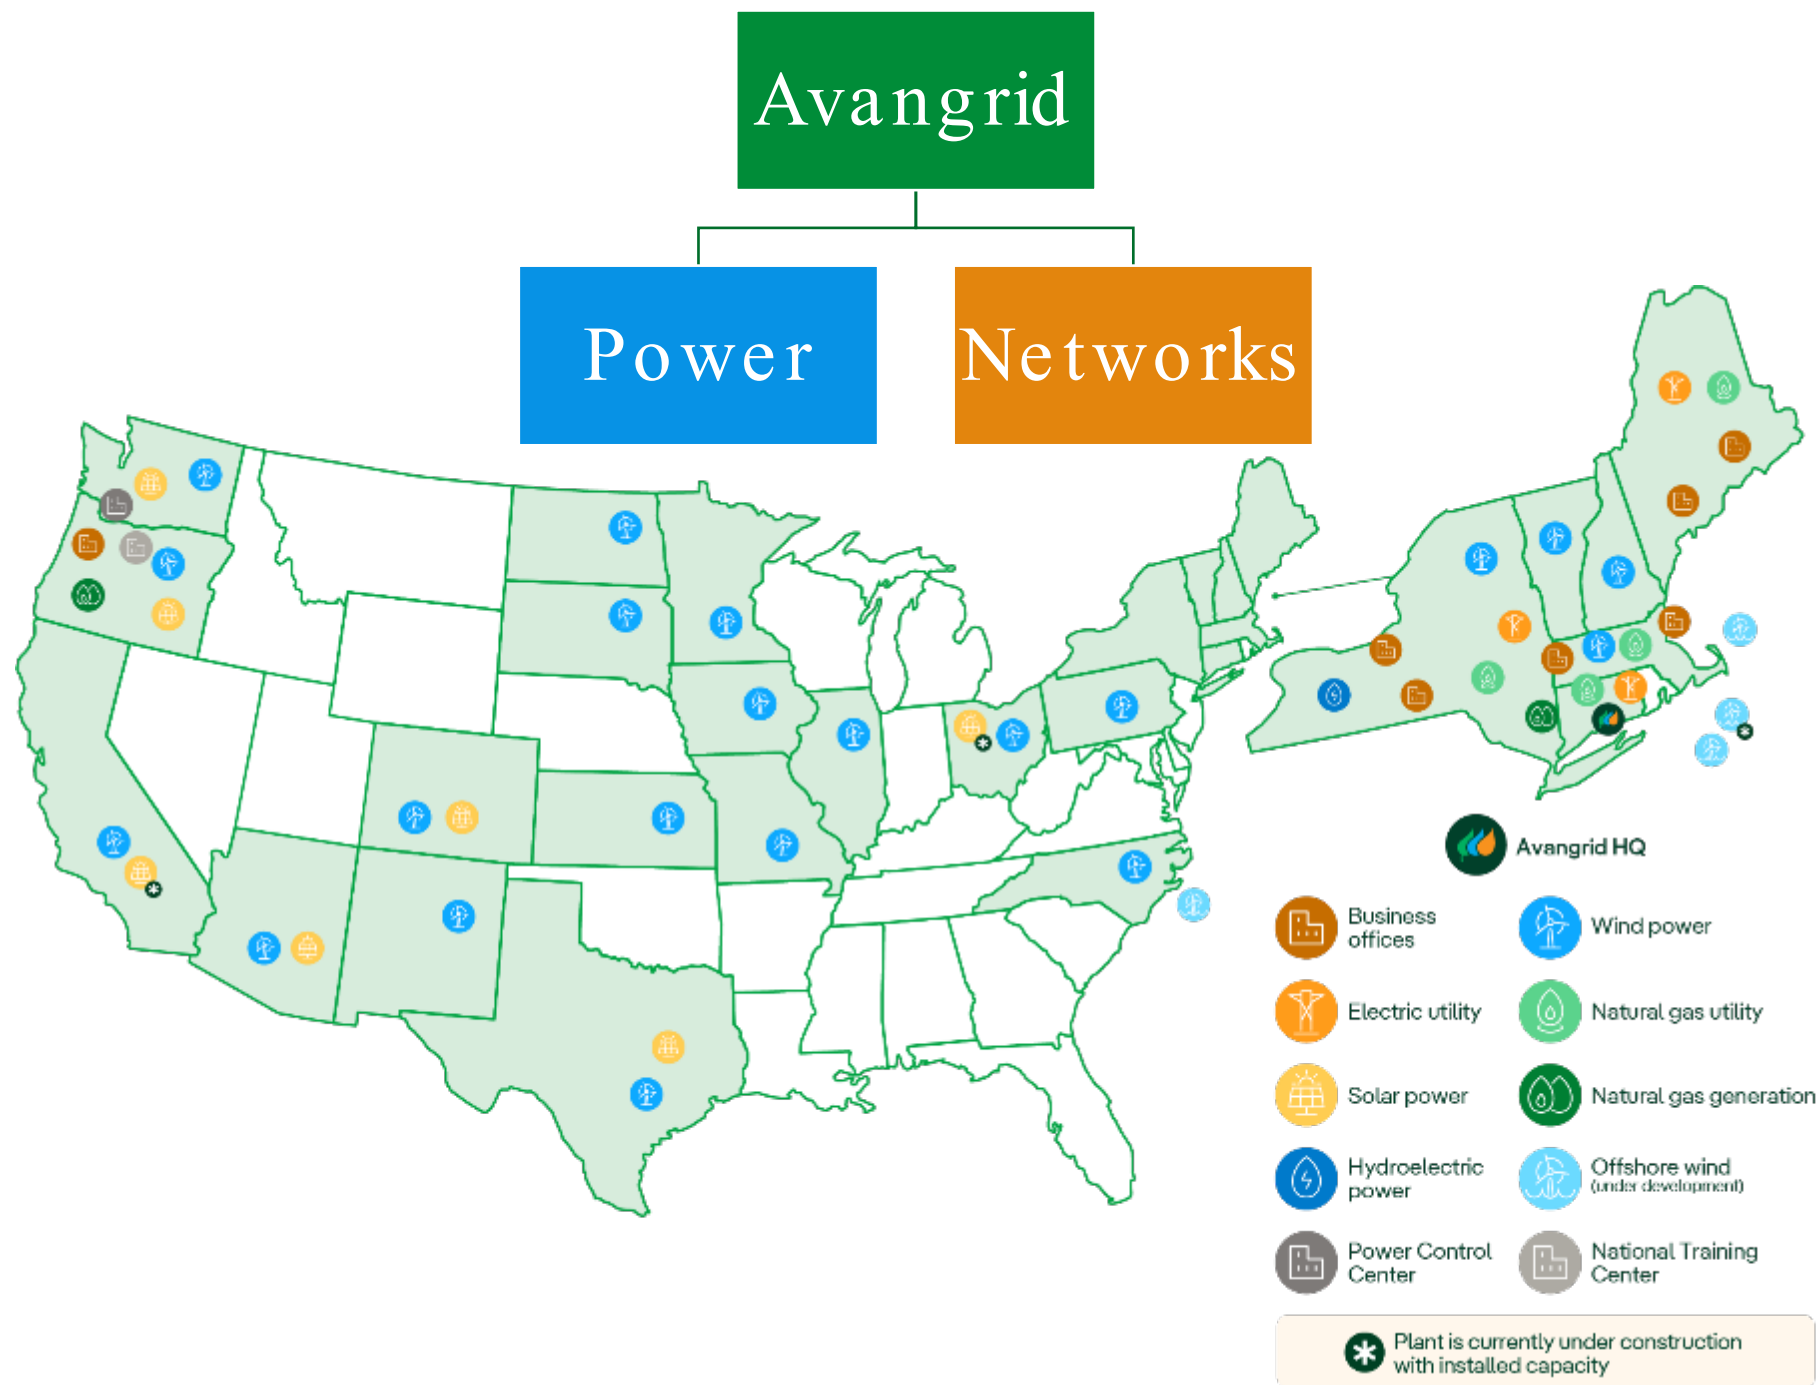 Avangrid
Power
Networks
Avangrid HQ
Business
offices
Wind power
Electric utility
Natural gas utility
Solar power
Natural gas generation
Hydroelectric
power
Offshore wind
(under development)
Power Control
Center
National Training
Center
Plant is currently under construction
with installed capacity